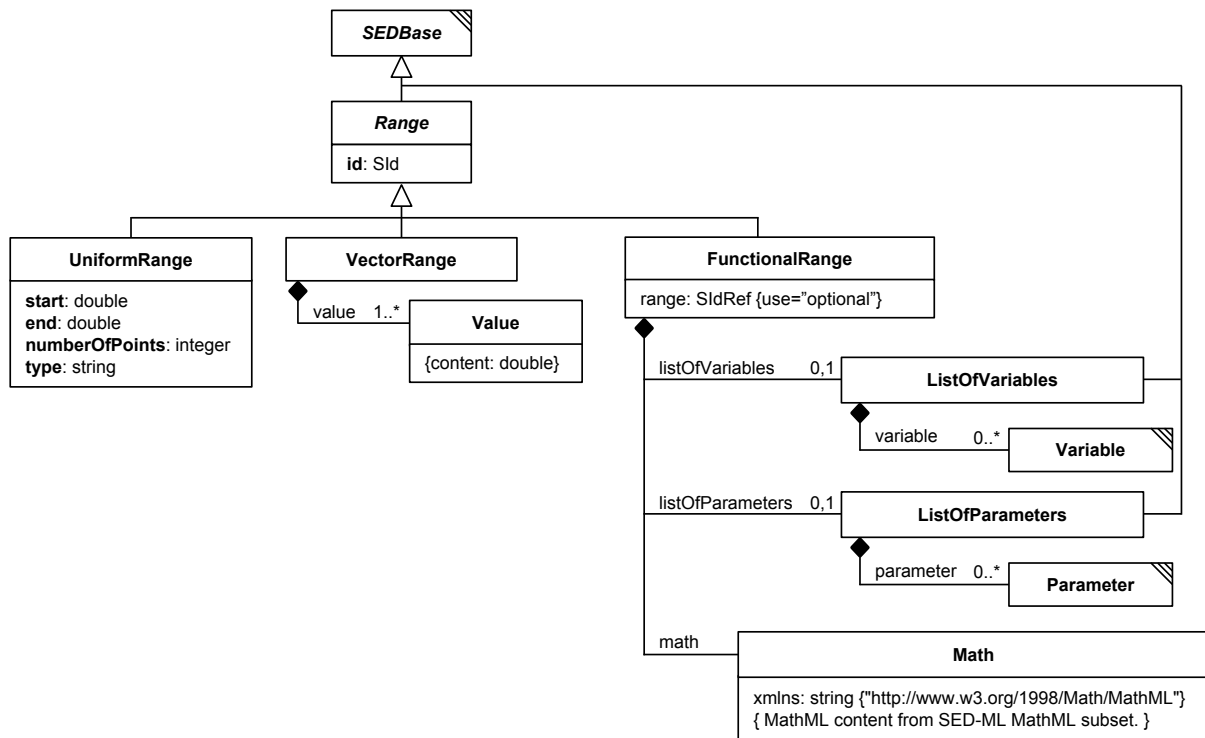 SEDBase
Range
id: SId
UniformRange
start: double
end: double
numberOfPoints: integer
type: string
VectorRange
value 1..*
Value
{content: double}
FunctionalRange
range: SIdRef {use=”optional”}
listOfVariables 0,1
ListOfVariables
variable 0..*
Variable
listOfParameters 0,1
ListOfParameters
parameter 0..*
Parameter
math
Math
xmlns: string {"http://www.w3.org/1998/Math/MathML"}
{ MathML content from SED-ML MathML subset. }